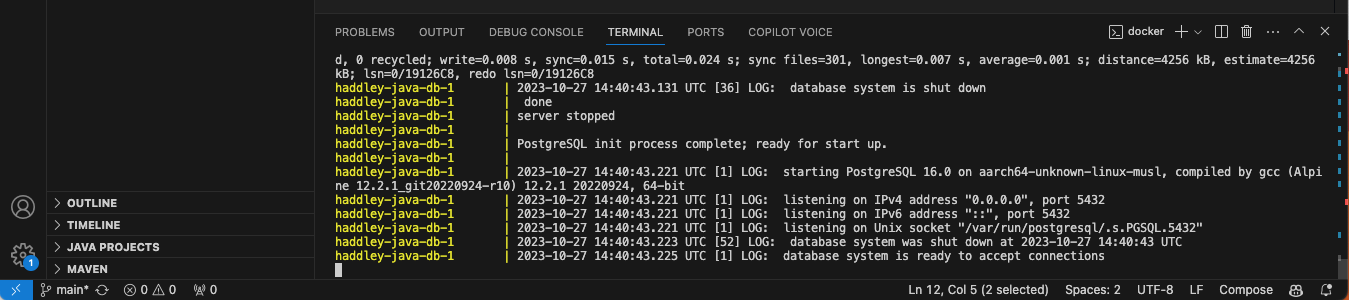 PROBLEMS OUTPUT DEBUG CONSOLE TERMINAL PORTS COPILOT VOICE docker
d, 0 recycled; write=0.008 s, sync=0.015 s, total=0.024 s; sync files=301, longest=0.007 s, average=0.001 s; distance=4256 kB, estimate=4256
kB; lsn=0/19126C8, redo lsn=0/19126C8
haddley-java-db-1 | 2023-10-27 14:40:43.131 UTC [36] LOG:  database system is shut down
haddley-java-db-1 |  done
haddley-java-db-1 | server stopped
haddley-java-db-1 |
haddley-java-db-1 | PostgreSQL init process complete; ready for start up.
haddley-java-db-1 |
haddley-java-db-1 | 2023-10-27 14:40:43.221 UTC [1] LOG:  starting PostgreSQL 16.0 on aarch64-unknown-linux-musl, compiled by gcc (Alpi
ne 12.2.1_git20220924-r10) 12.2.1 20220924, 64-bit
haddley-java-db-1 | 2023-10-27 14:40:43.221 UTC [1] LOG:  listening on IPv4 address "0.0.0.0", port 5432
haddley-java-db-1 | 2023-10-27 14:40:43.221 UTC [1] LOG:  listening on IPv6 address "::", port 5432
haddley-java-db-1 | 2023-10-27 14:40:43.221 UTC [1] LOG:  listening on Unix socket "/var/run/postgresql/.s.PGSQL.5432"
haddley-java-db-1 | 2023-10-27 14:40:43.223 UTC [52] LOG:  database system was shut down at 2023-10-27 14:40:43 UTC
haddley-java-db-1 | 2023-10-27 14:40:43.225 UTC [1] LOG:  database system is ready to accept connections
OUTLINE
TIMELINE
JAVA PROJECTS
MAVEN
1
main* 0 0 0 Ln 12, Col 5 (2 selected) Spaces: 2 UTF-8 LF Compose